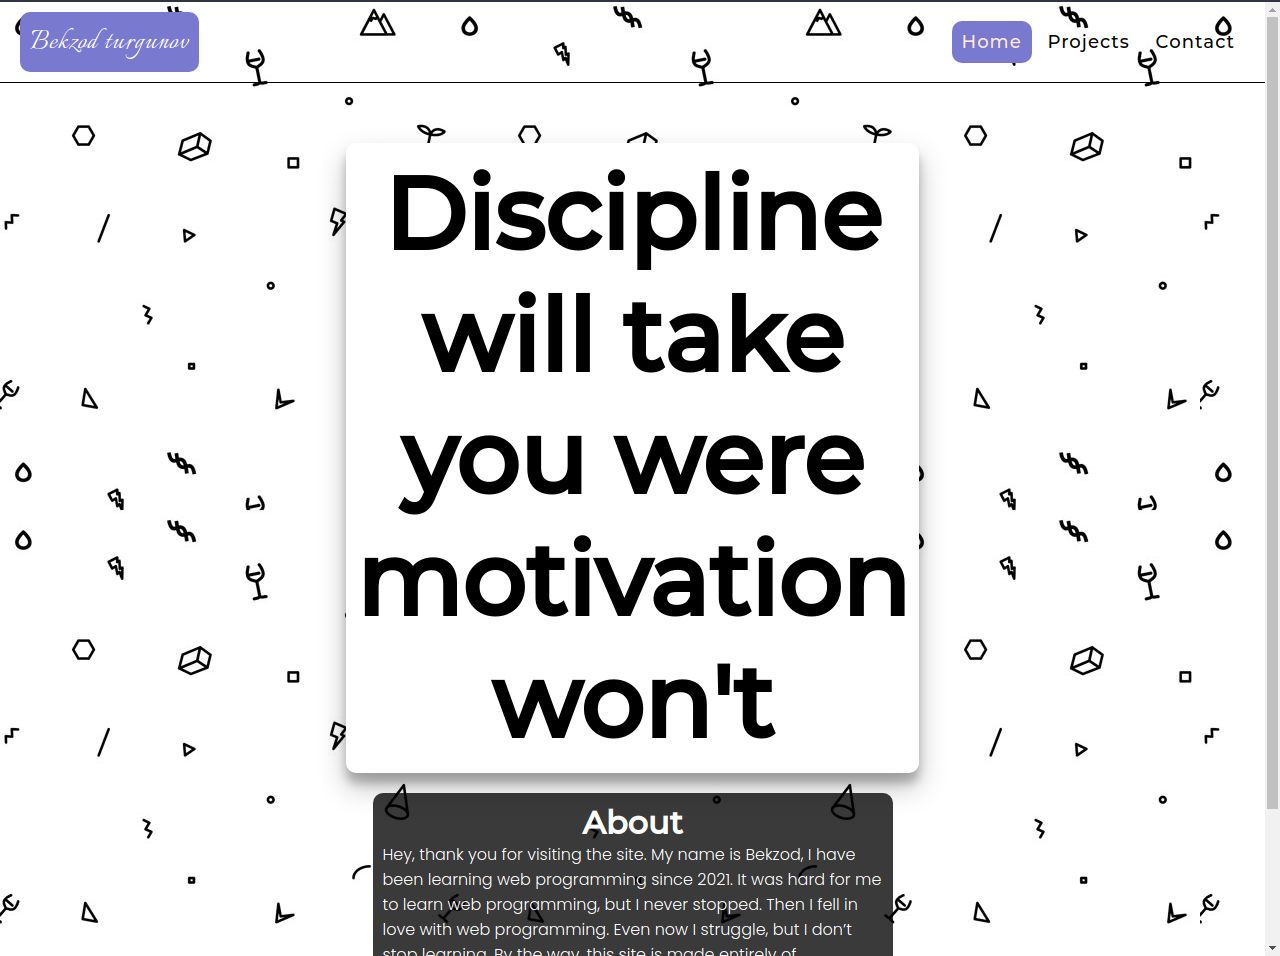 Bekzod turgunov
Home Projects Contact
Discipline
will take
you were
motivation
won't
About
Hey, thank you for visiting the site. My name is Bekzod, I have
been learning web programming since 2021. It was hard for me
to learn web programming, but I never stopped. Then I fell in
love with web programming. Even now I struggle, but I don’t
stop learning. By the way, this site is made entirely of